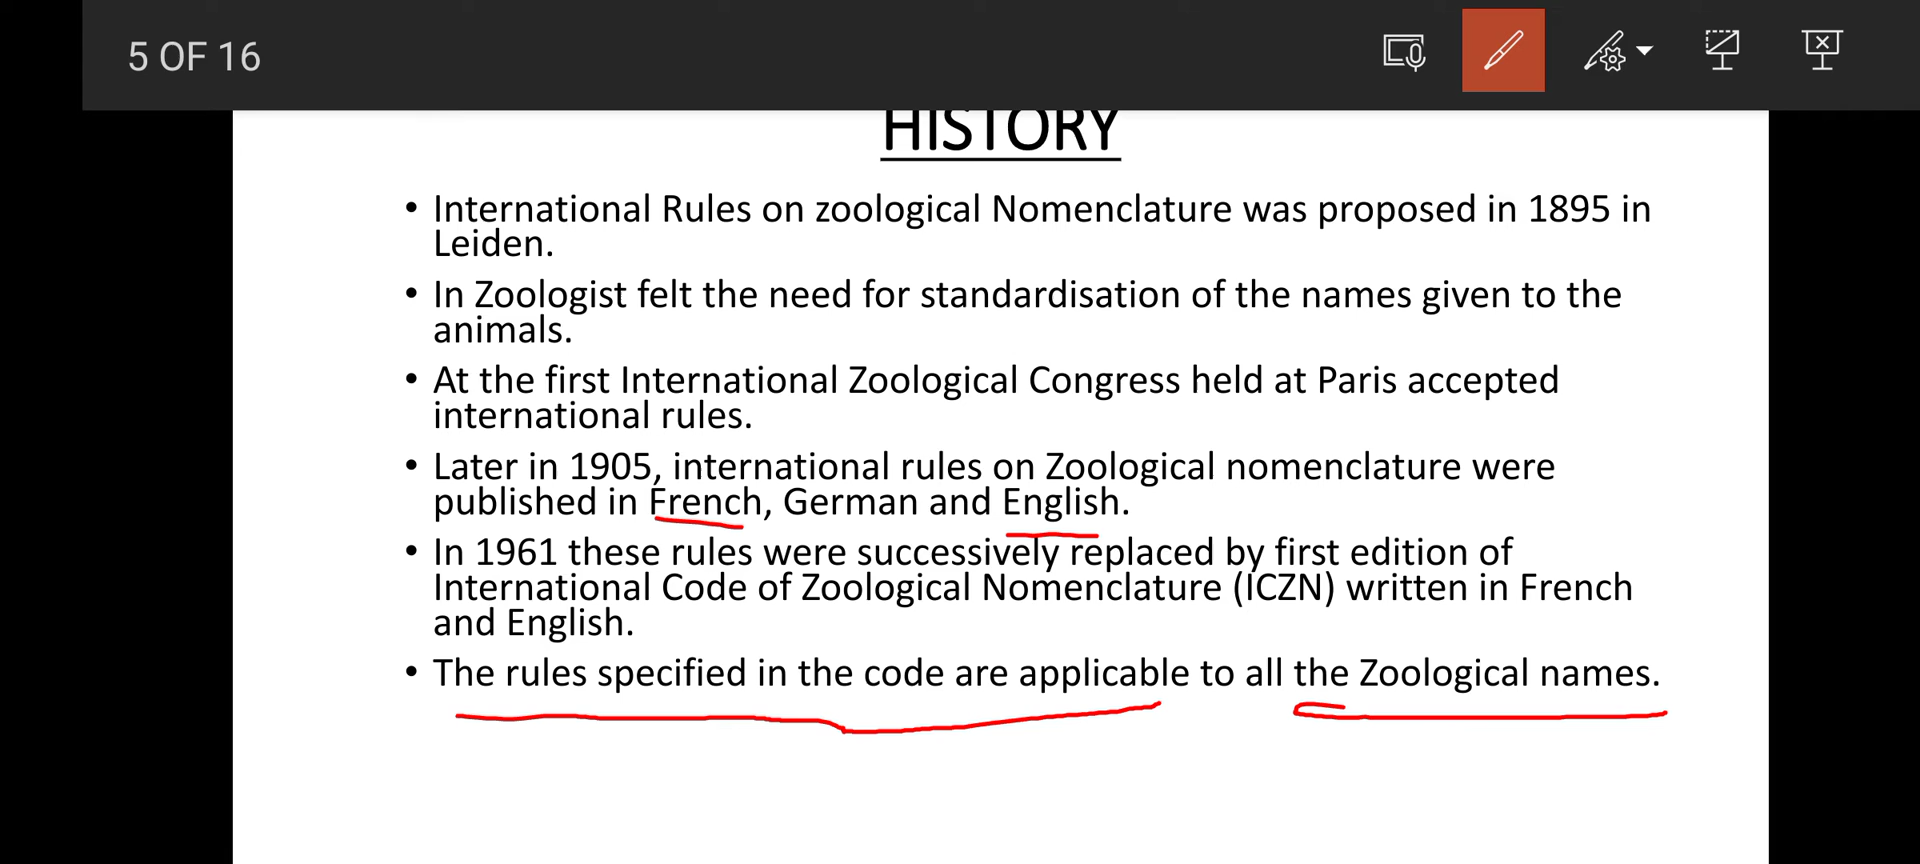 5 OF 16
HISTORY
• International Rules on zoological Nomenclature was proposed in 1895 in
Leiden.
• In Zoologist felt the need for standardisation of the names given to the
animals.
• At the first International Zoological Congress held at Paris accepted
international rules.
• Later in 1905, international rules on Zoological nomenclature were
published in French, German and English.
• In 1961 these rules were successively replaced by first edition of
International Code of Zoological Nomenclature (ICZN) written in French
and English.
• The rules specified in the code are applicable to all the Zoological names.